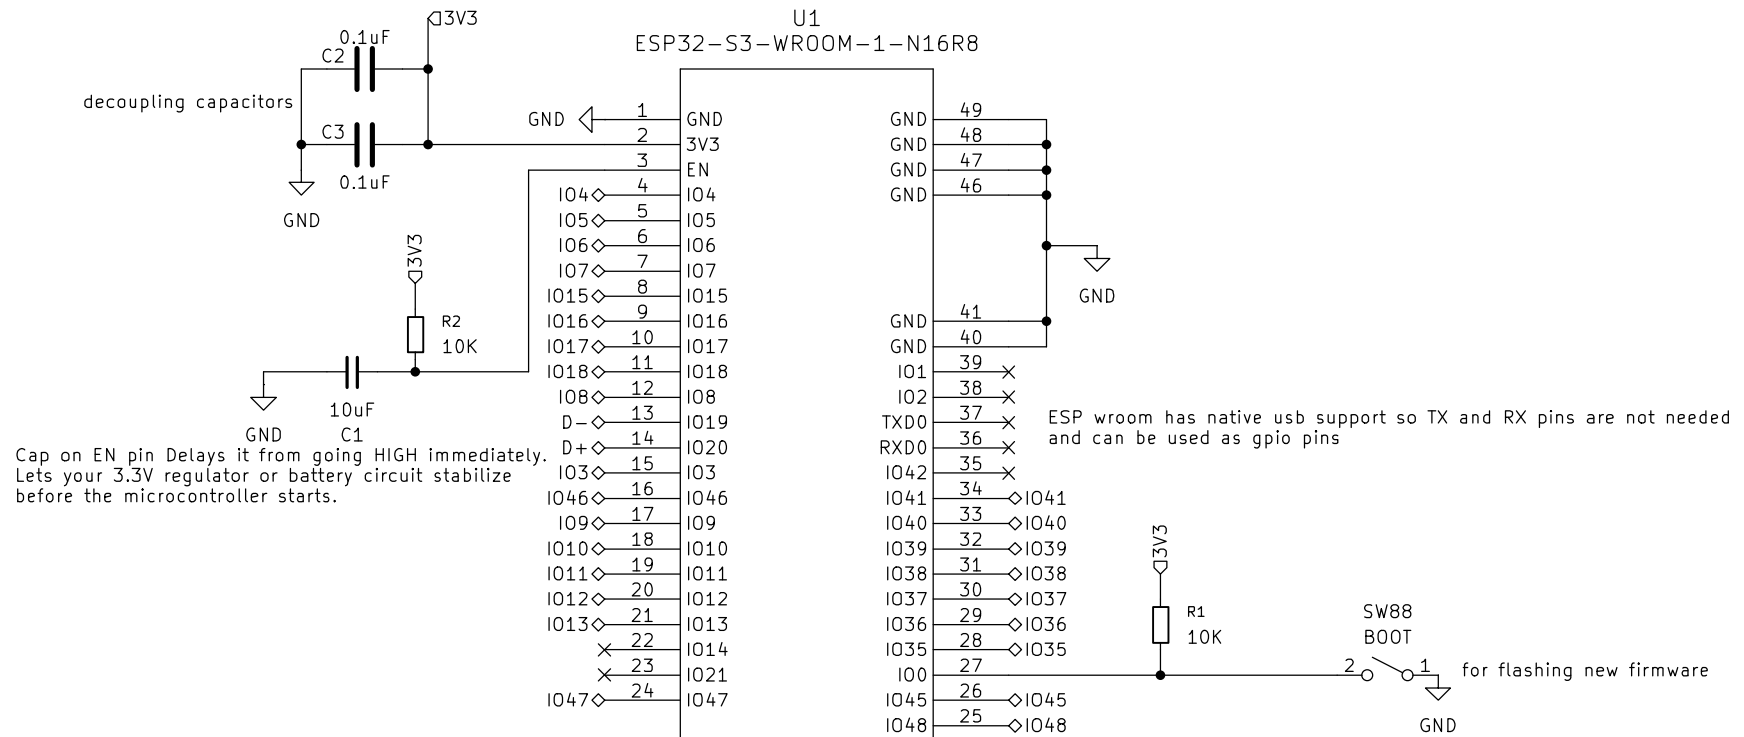 3V3
0.1uF
C2
decoupling capacitors
C3
0.1uF
GND
U1
ESP32-S3-WROOM-1-N16R8
GND 1 GND
2 3V3
3 EN
IO4 4 IO4
IO5 5 IO5
IO6 6 IO6
IO7 7 IO7
IO15 8 IO15
IO16 9 IO16
IO17 10 IO17
IO18 11 IO18
IO8 12 IO8
D- 13 IO19
D+ 14 IO20
IO3 15 IO3
IO46 16 IO46
IO9 17 IO9
IO10 18 IO10
IO11 19 IO11
IO12 20 IO12
IO13 21 IO13
22 IO14
23 IO21
IO47 24 IO47
GND 49
GND 48
GND 47
GND 46
GND
GND 41
GND 40
IO1 39
IO2 38
TXD0 37
RXD0 36
IO42 35
IO41 34 IO41
IO40 33 IO40
IO39 32 IO39
IO38 31 IO38
IO37 30 IO37
IO36 29 IO36
IO35 28 IO35
IO0 27
IO45 26 IO45
IO48 25 IO48
3V3
R2
10K
10uF
C1
GND
Cap on EN pin Delays it from going HIGH immediately.
Lets your 3.3V regulator or battery circuit stabilize
before the microcontroller starts.
ESP wroom has native usb support so TX and RX pins are not needed
and can be used as gpio pins
3V3
R1
10K
SW88
BOOT
2 1
for flashing new firmware
GND